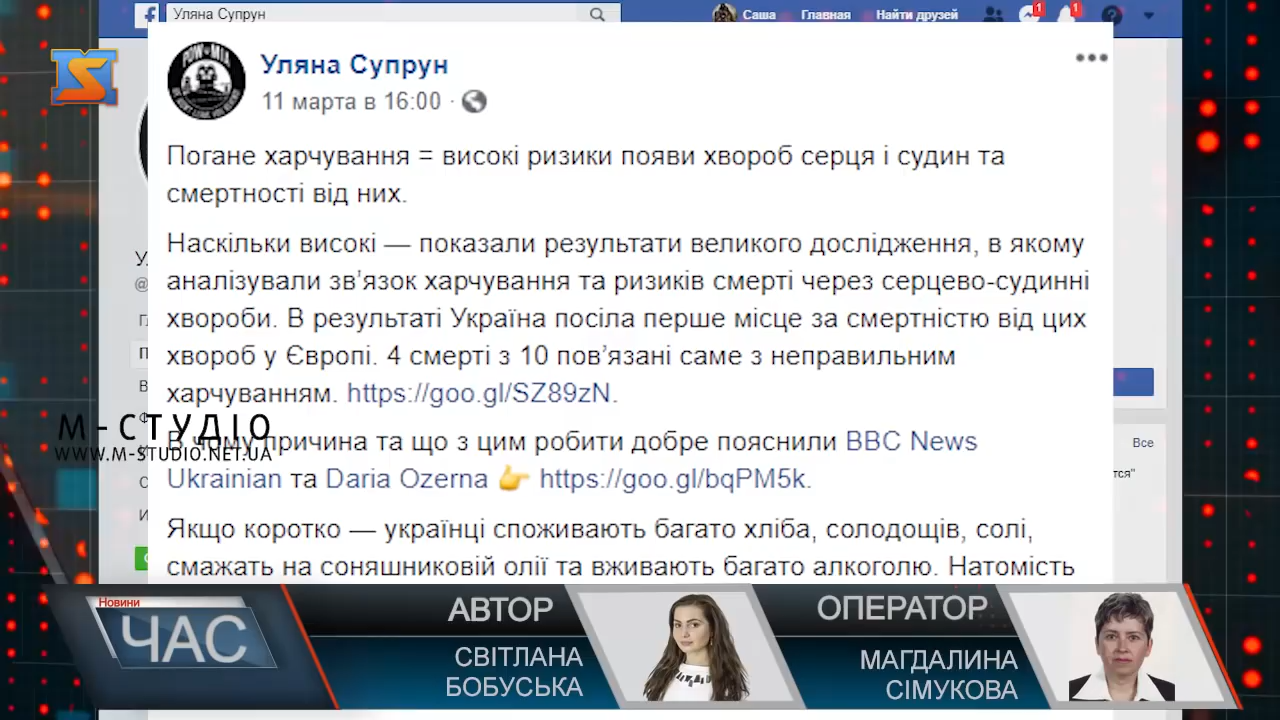 Уляна Супрун
Саша
Главная
Найти друзей
1
1
Уляна Супрун
11 марта в 16:00
Погане харчування = високі ризики появи хвороб серця і судин та
смертності від них.
Наскільки високі — показали результати великого дослідження, в якому
аналізували зв’язок харчування та ризиків смерті через серцево-судинні
хвороби. В результаті Україна посіла перше місце за смертністю від цих
хвороб у Європі. 4 смерті з 10 пов’язані саме з неправильним
харчуванням. https://goo.gl/SZ89zN.
М-СТУДІО
WWW.M-STUDIO.NET.UA
В чому причина та що з цим робити добре пояснили BBC News
Ukrainian та Daria Ozerna 👉 https://goo.gl/bqPM5k.
Все
Якщо коротко — українці споживають багато хліба, солодощів, солі,
смажать на соняшниковій олії та вживають багато алкоголю. Натомість
Новини
ЧАС
АВТОР
СВІТЛАНА
БОБУСЬКА
ОПЕРАТОР
МАГДАЛИНА
СІМУКОВА